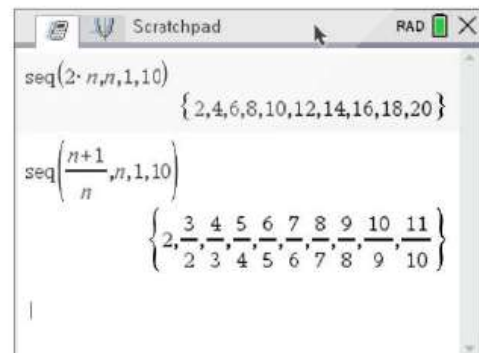 Scratchpad RAD
seq(2·n,n,1,10)
{2,4,6,8,10,12,14,16,18,20}
seq((n+1)/n,n,1,10)
{2,3/2,4/3,5/4,6/5,7/6,8/7,9/8,10/9,11/10}